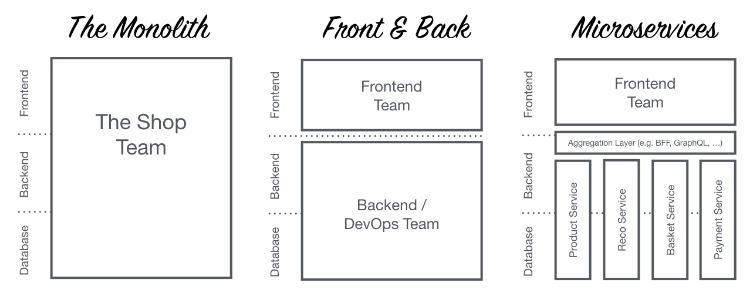 The Monolith
Frontend
Backend
Database
The Shop
Team
Front & Back
Frontend
Backend
Database
Frontend
Team
Backend /
DevOps Team
Microservices
Frontend
Backend
Database
Frontend
Team
Aggregation Layer (e.g. BFF, GraphQL, ...)
Product Service
Reco Service
Basket Service
Payment Service